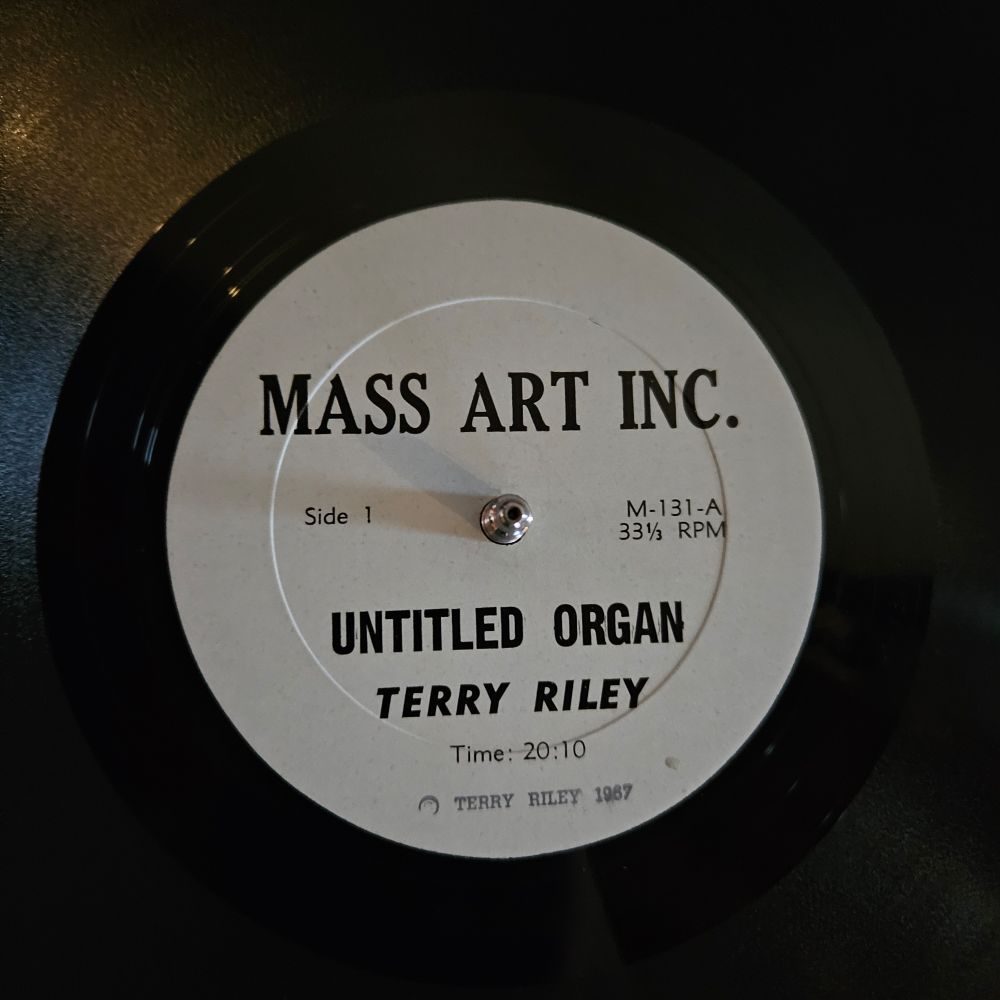 MASS ART INC.
Side 1
M-131-A
33⅓ RPM
UNTITLED ORGAN
TERRY RILEY
Time: 20:10
© TERRY RILEY 1967